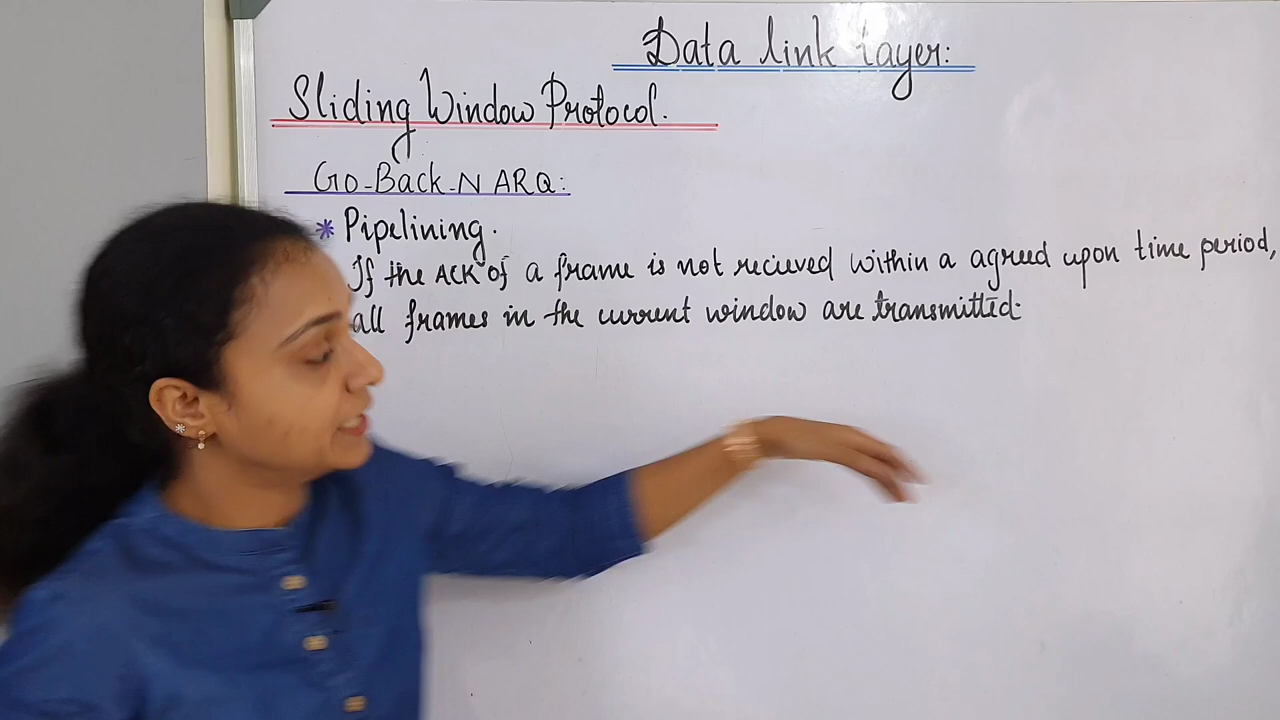 Data link layer:
Sliding Window Protocol.
Go-Back-N ARQ:
* Pipelining.
If the ACK of a frame is not recieved within a agreed upon time period,
all frames in the current window are transmitted.